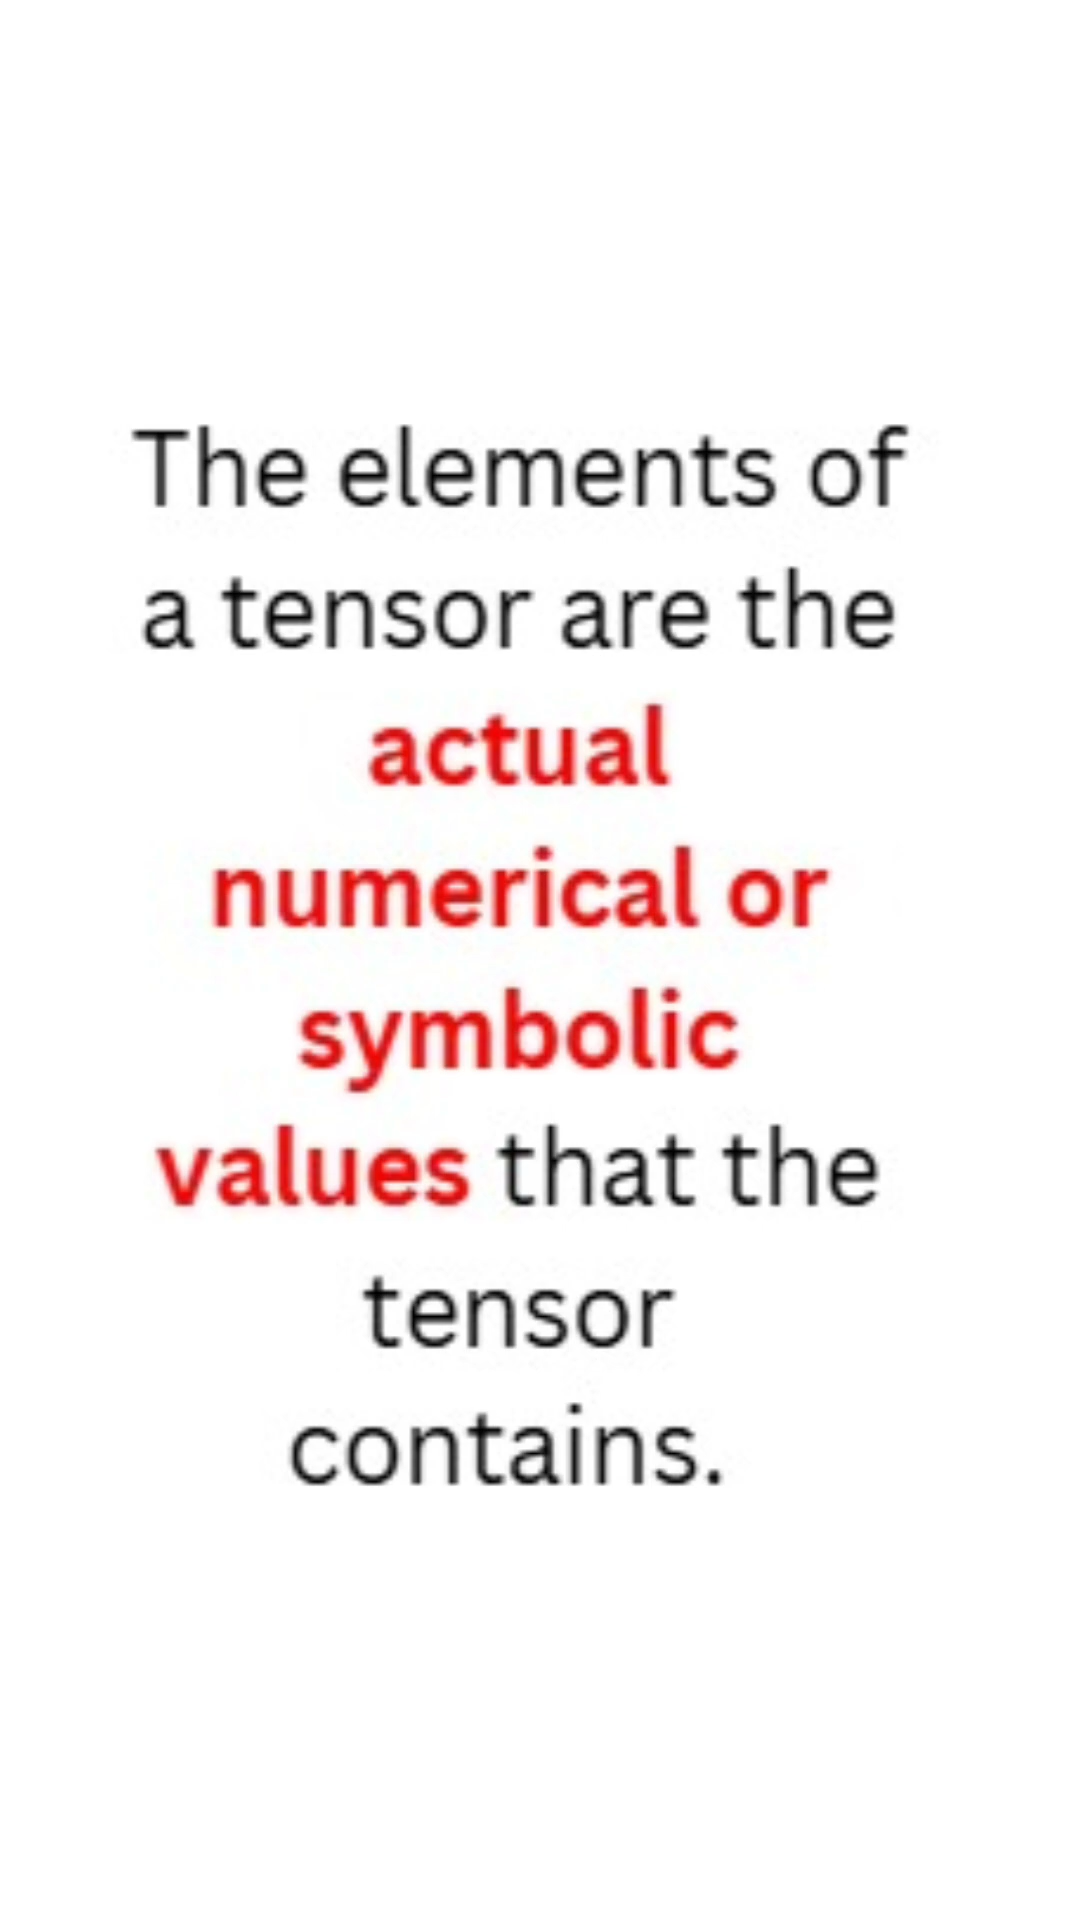 The elements of
a tensor are the
actual
numerical or
symbolic
values that the
tensor
contains.